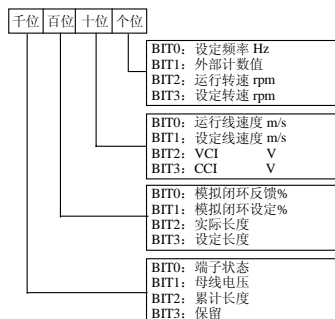 千位 百位 十位 个位
BIT0：设定频率 Hz
BIT1：外部计数值
BIT2：运行转速 rpm
BIT3：设定转速 rpm
BIT0：运行线速度 m/s
BIT1：设定线速度 m/s
BIT2：VCI V
BIT3：CCI V
BIT0：模拟闭环反馈%
BIT1：模拟闭环设定%
BIT2：实际长度
BIT3：设定长度
BIT0：端子状态
BIT1：母线电压
BIT2：累计长度
BIT3：保留